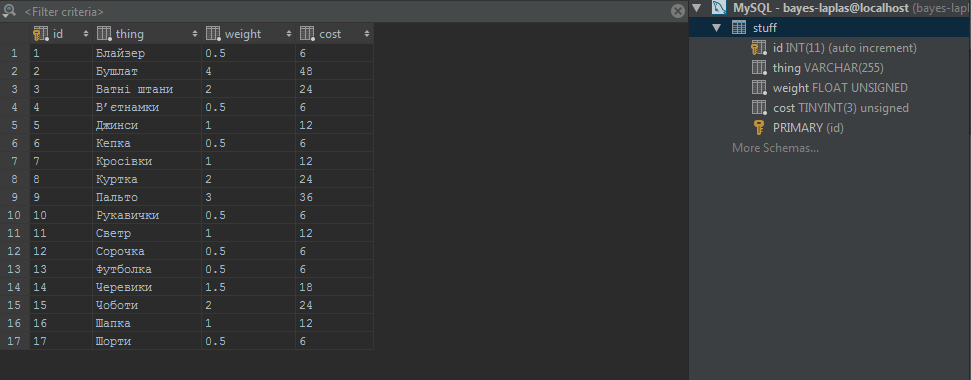 <Filter criteria>
id thing weight cost
1 1 Блайзер 0.5 6
2 2 Бушлат 4 48
3 3 Ватні штани 2 24
4 4 В’єтнамки 0.5 6
5 5 Джинси 1 12
6 6 Кепка 0.5 6
7 7 Кросівки 1 12
8 8 Куртка 2 24
9 9 Пальто 3 36
10 10 Рукавички 0.5 6
11 11 Светр 1 12
12 12 Сорочка 0.5 6
13 13 Футболка 0.5 6
14 14 Черевики 1.5 18
15 15 Чоботи 2 24
16 16 Шапка 1 12
17 17 Шорти 0.5 6
MySQL - bayes-laplas@localhost (bayes-lapl
stuff
id INT(11) (auto increment)
thing VARCHAR(255)
weight FLOAT UNSIGNED
cost TINYINT(3) unsigned
PRIMARY (id)
More Schemas...